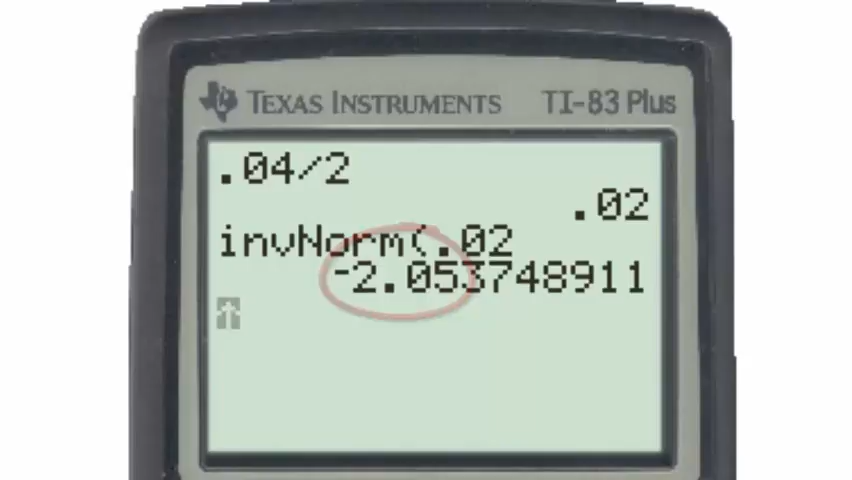 TEXAS INSTRUMENTS TI-83 Plus
.04/2
.02
invNorm(.02
-2.053748911